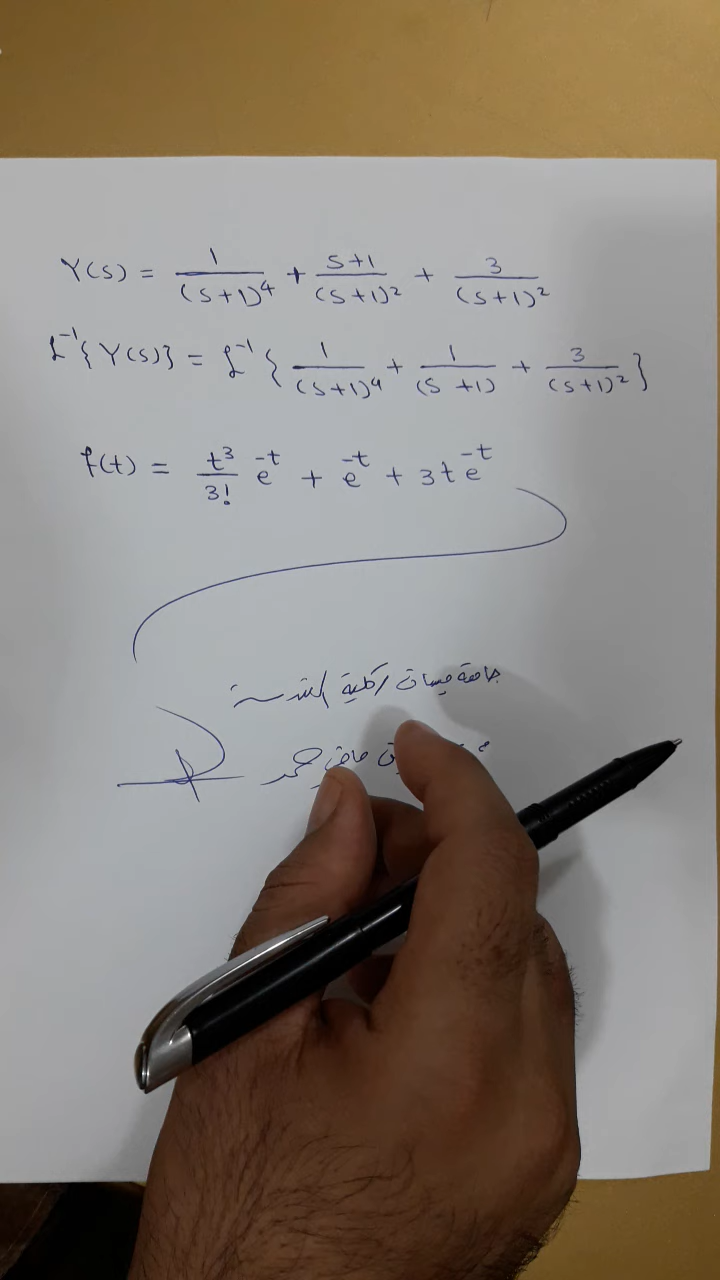 Y(s) = 1/(s+1)^4 + s+1/(s+1)^2 + 3/(s+1)^2
£^-1{Y(s)} = £^-1{ 1/(s+1)^4 + 1/(s+1) + 3/(s+1)^2 }
f(t) = t^3/3! e^-t + e^-t + 3te^-t
جامعة ميسان كلية الهندسة